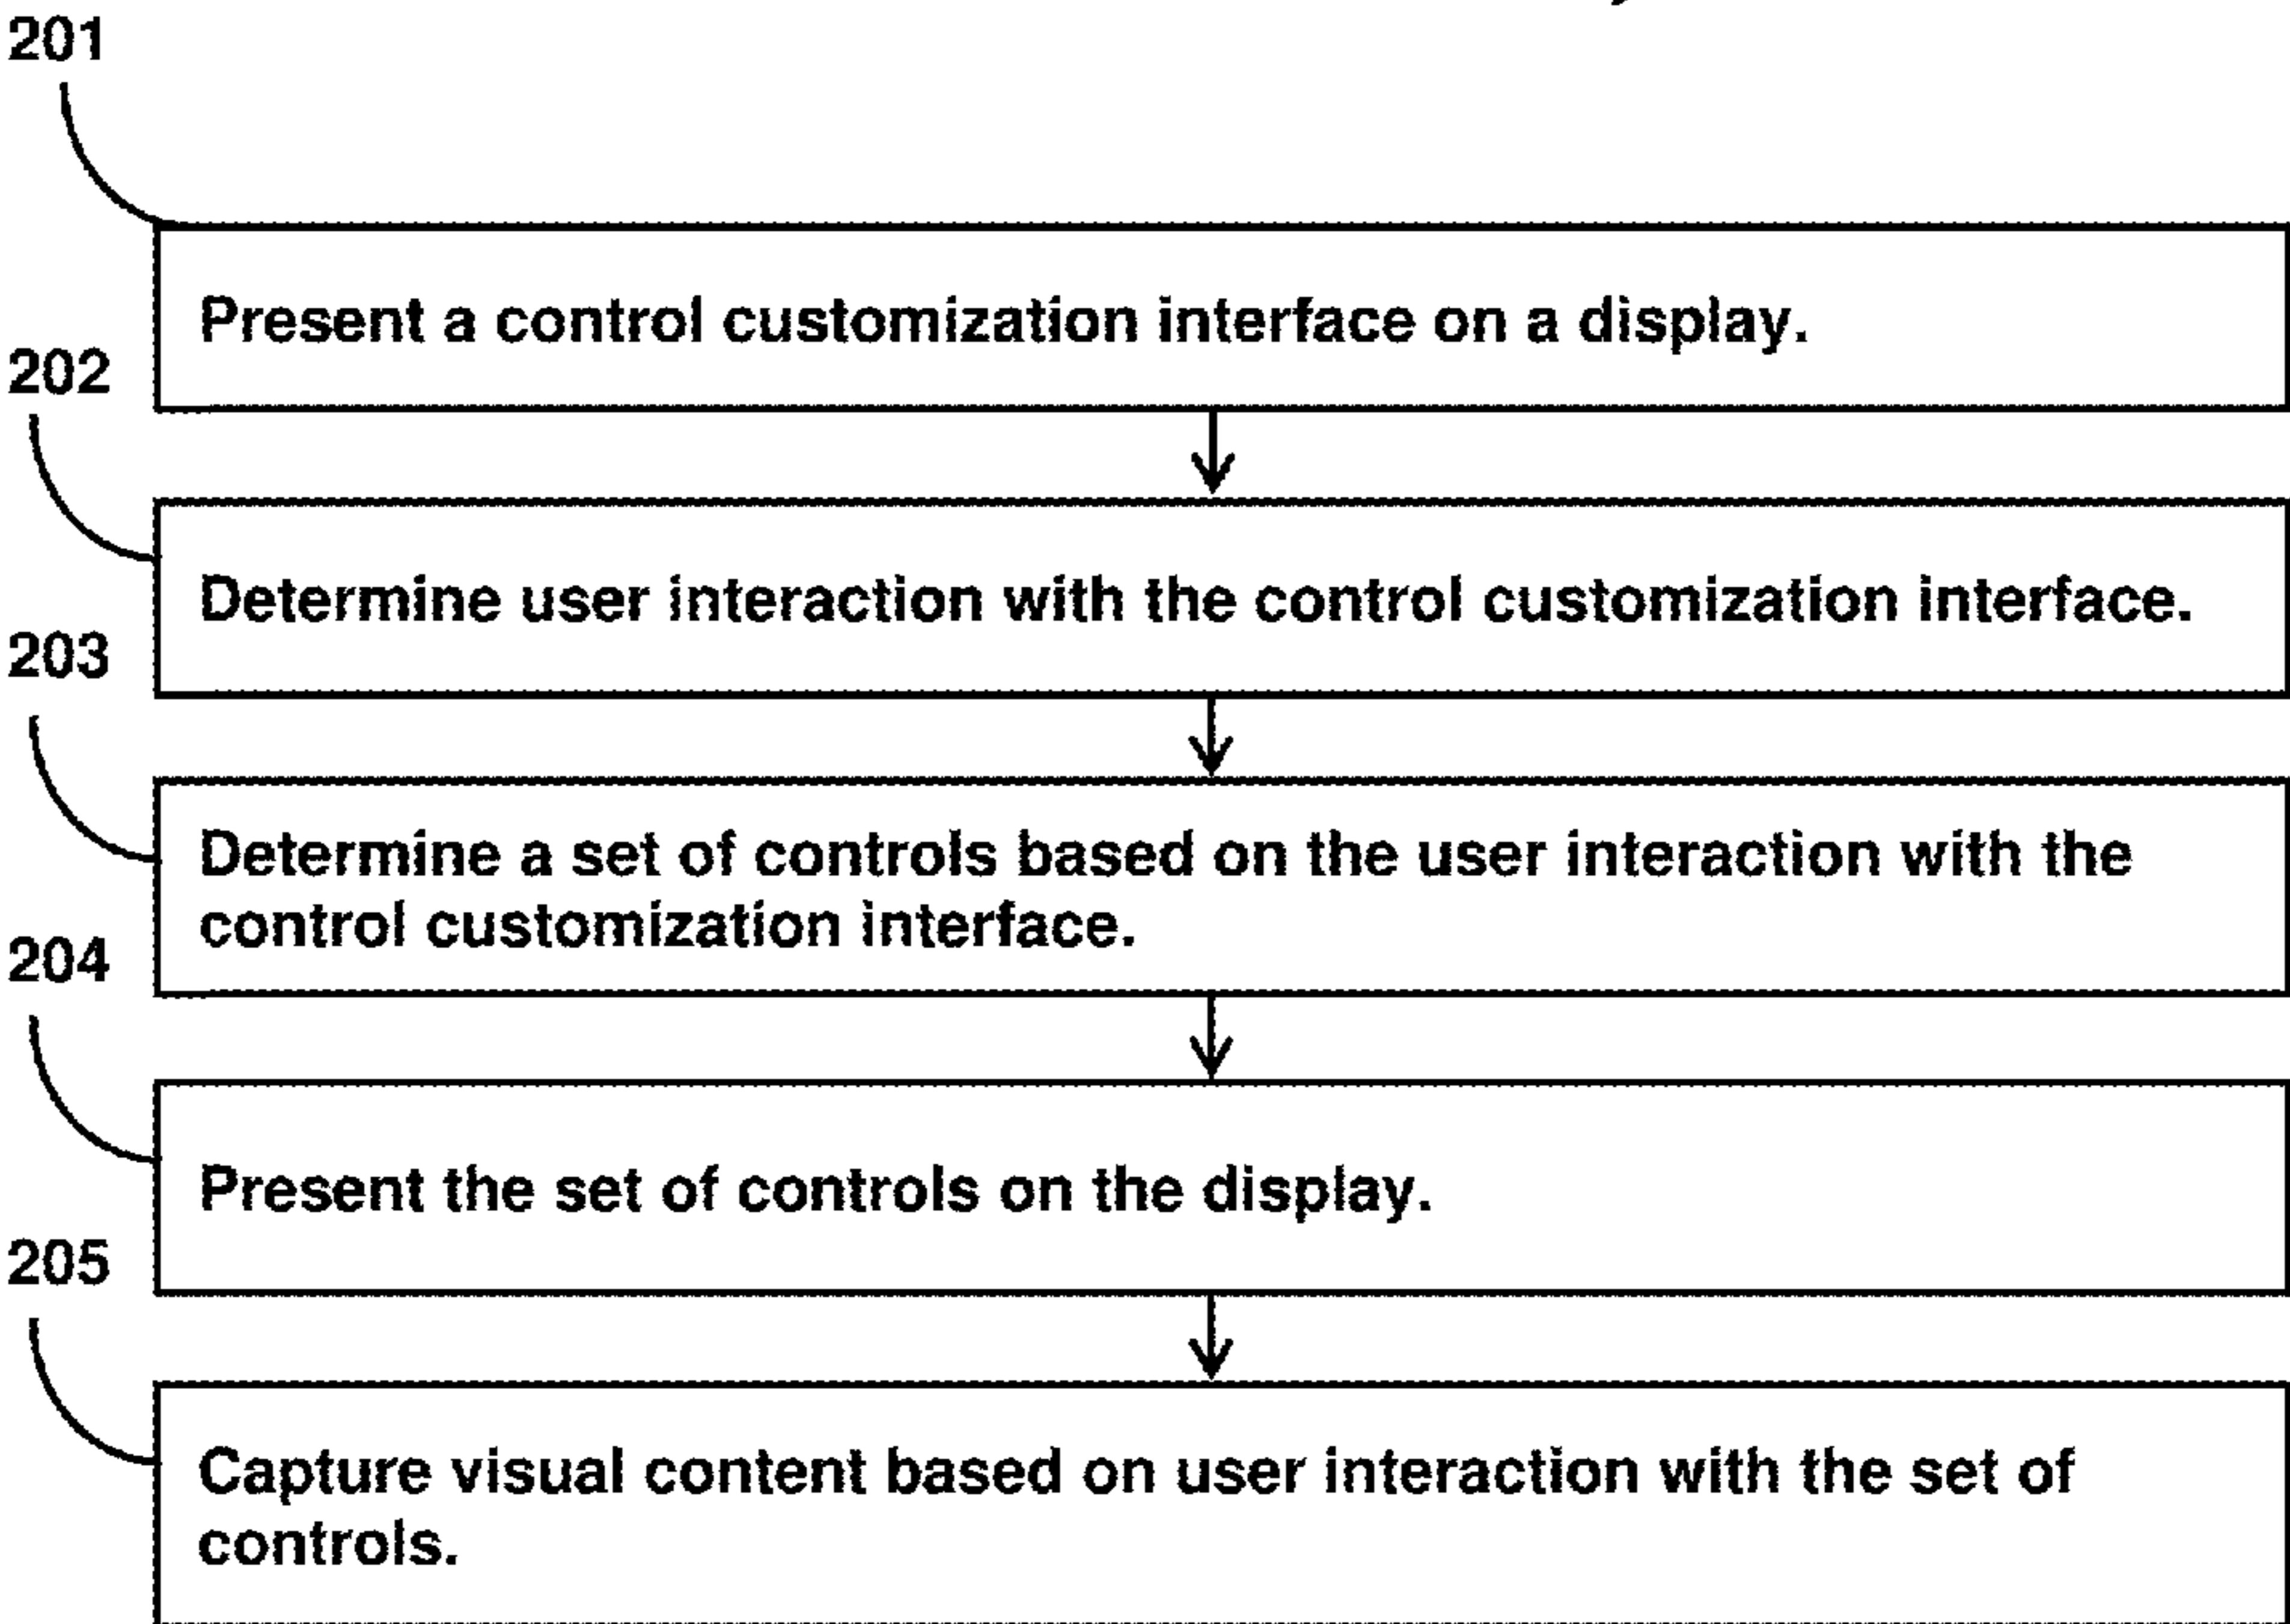 201
Present a control customization interface on a display.
202
Determine user interaction with the control customization interface.
203
Determine a set of controls based on the user interaction with the
control customization interface.
204
Present the set of controls on the display.
205
Capture visual content based on user interaction with the set of
controls.